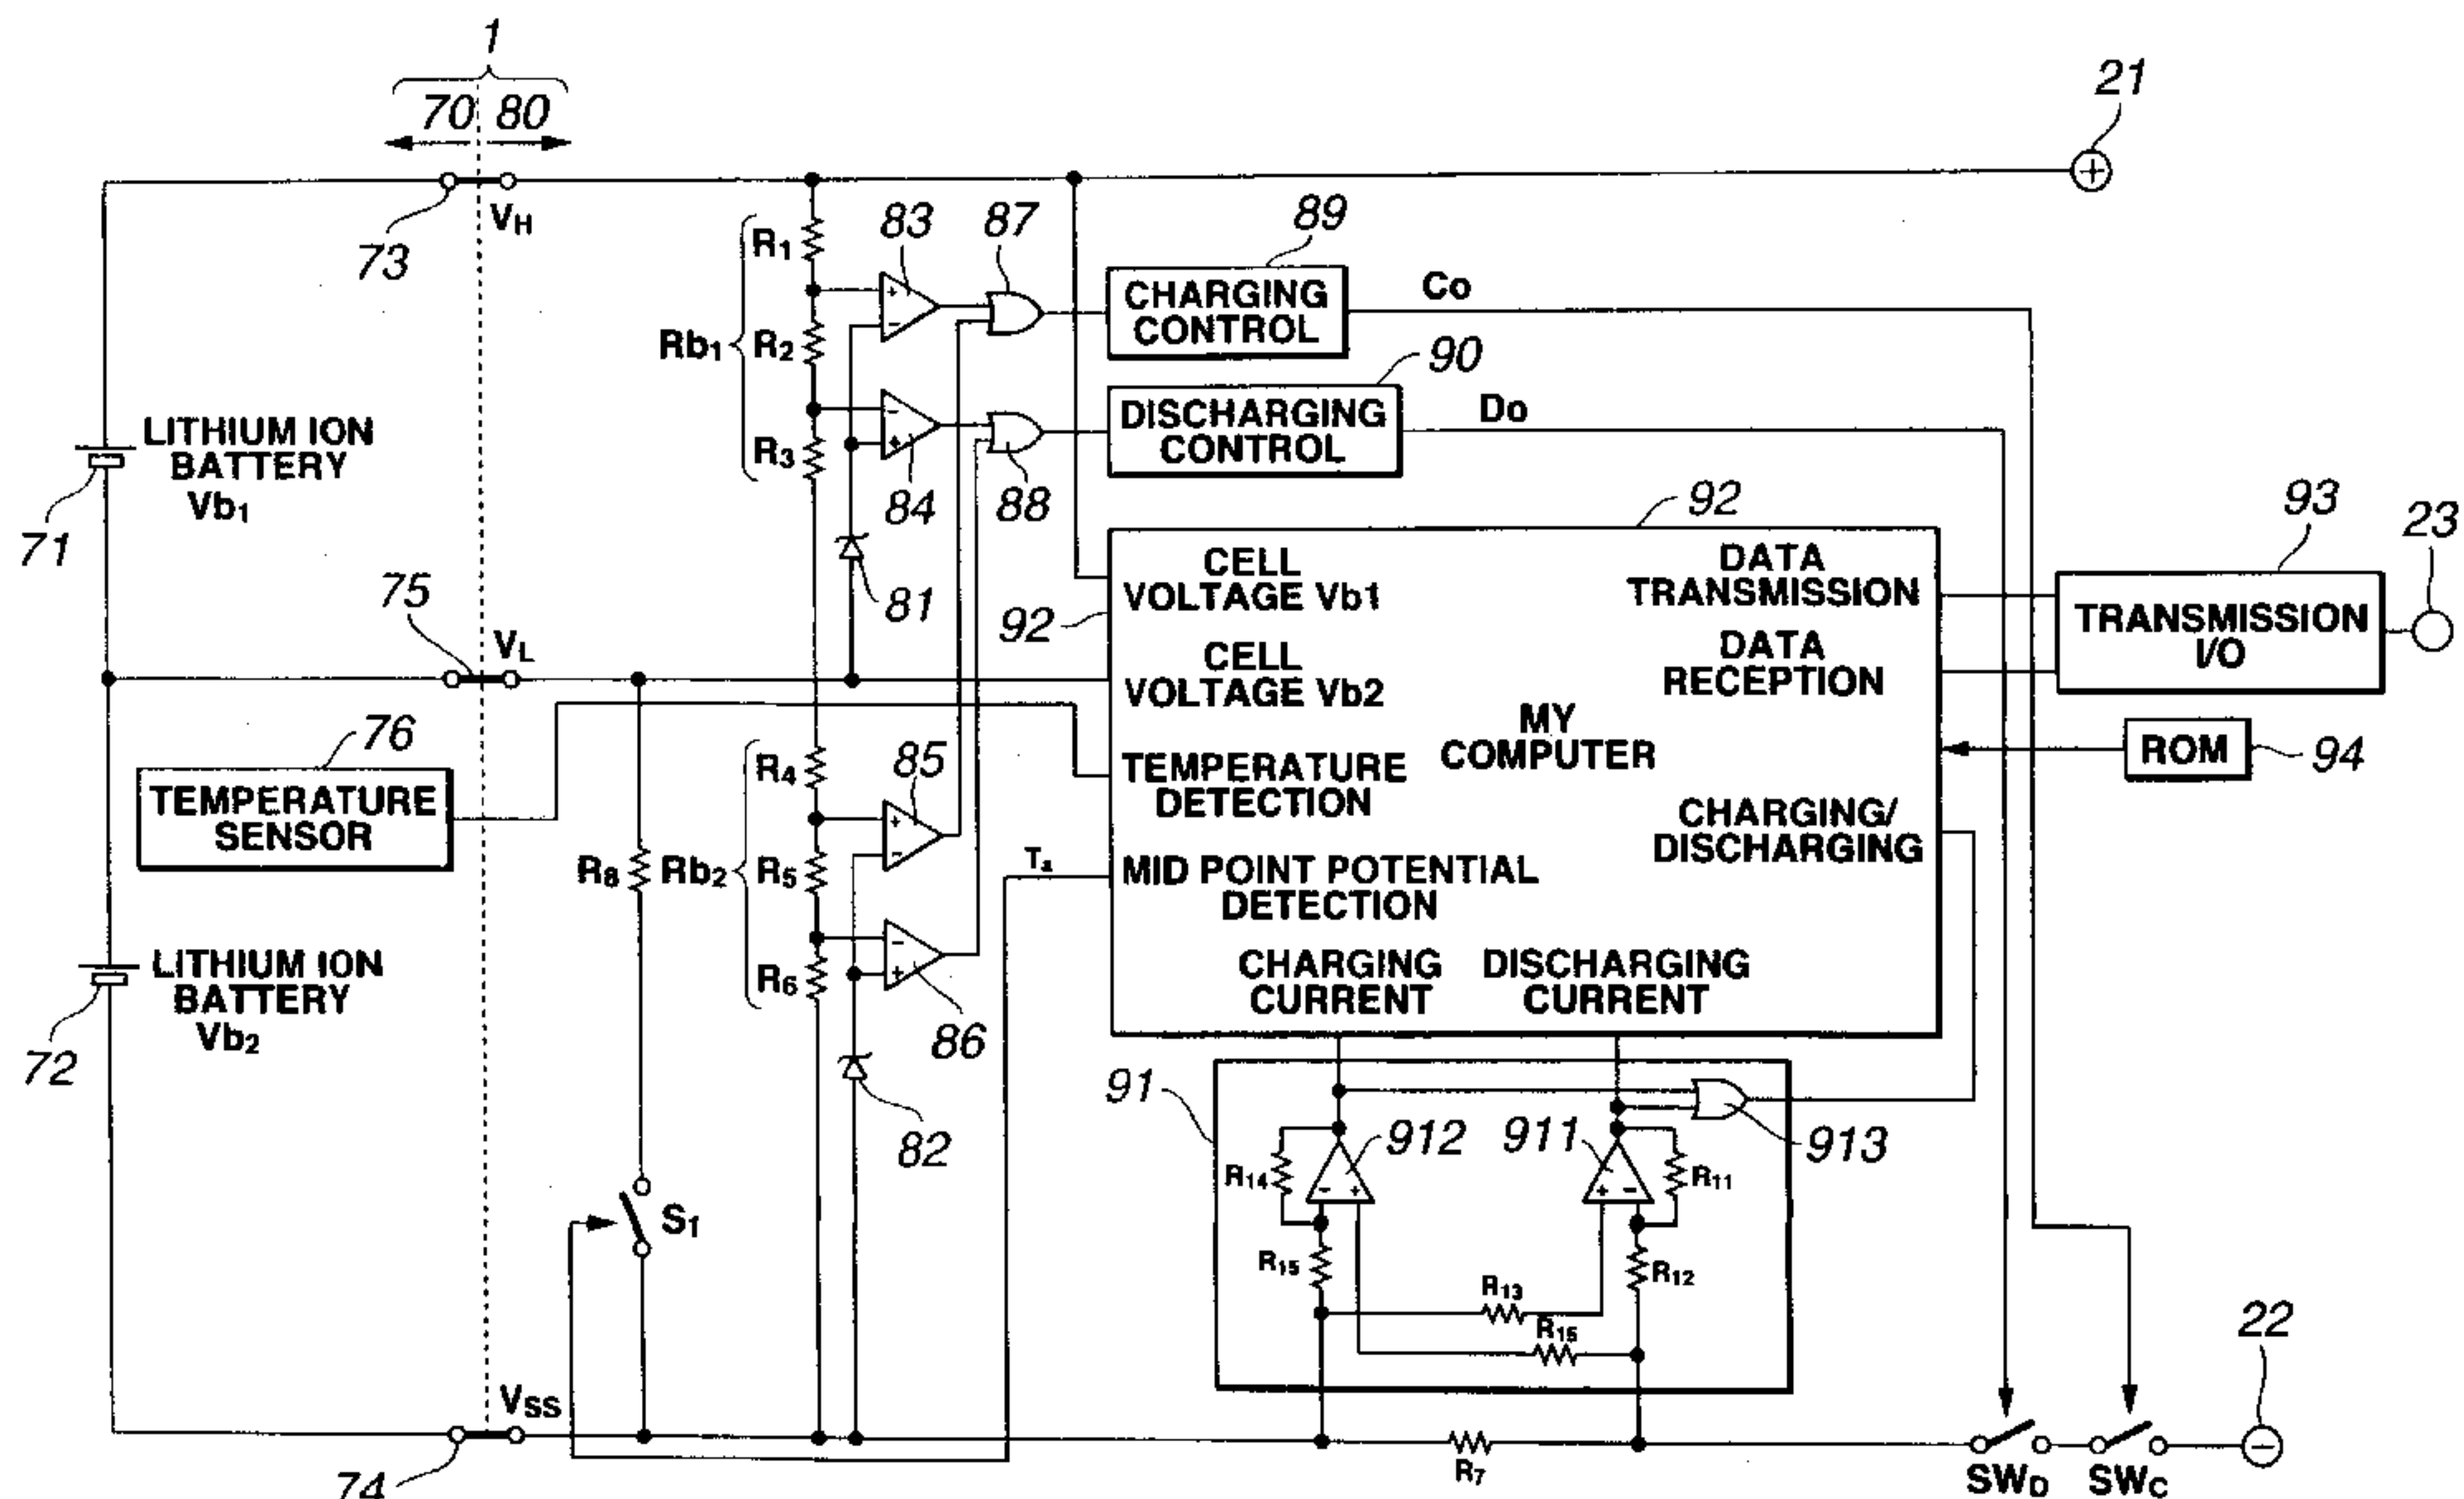 1
70 80
21
VH
73
R1
83
87
89
CHARGING
CONTROL
Co
Rb1
R2
90
R3
84
88
DISCHARGING
CONTROL
Do
LITHIUM ION
BATTERY
Vb1
71
81
92
92
CELL
VOLTAGE Vb1
DATA
TRANSMISSION
93
23
TRANSMISSION
I/O
75
VL
CELL
VOLTAGE Vb2
DATA
RECEPTION
MY
COMPUTER
ROM
94
76
TEMPERATURE
SENSOR
R4
85
TEMPERATURE
DETECTION
CHARGING/
DISCHARGING
R8
Rb2
R5
MID POINT POTENTIAL
DETECTION
R6
86
CHARGING
CURRENT
DISCHARGING
CURRENT
LITHIUM ION
BATTERY
Vb2
72
82
91
912
911
913
R14
R11
S1
R15
R12
R13
R16
22
VSS
74
R7
SWD
SWC